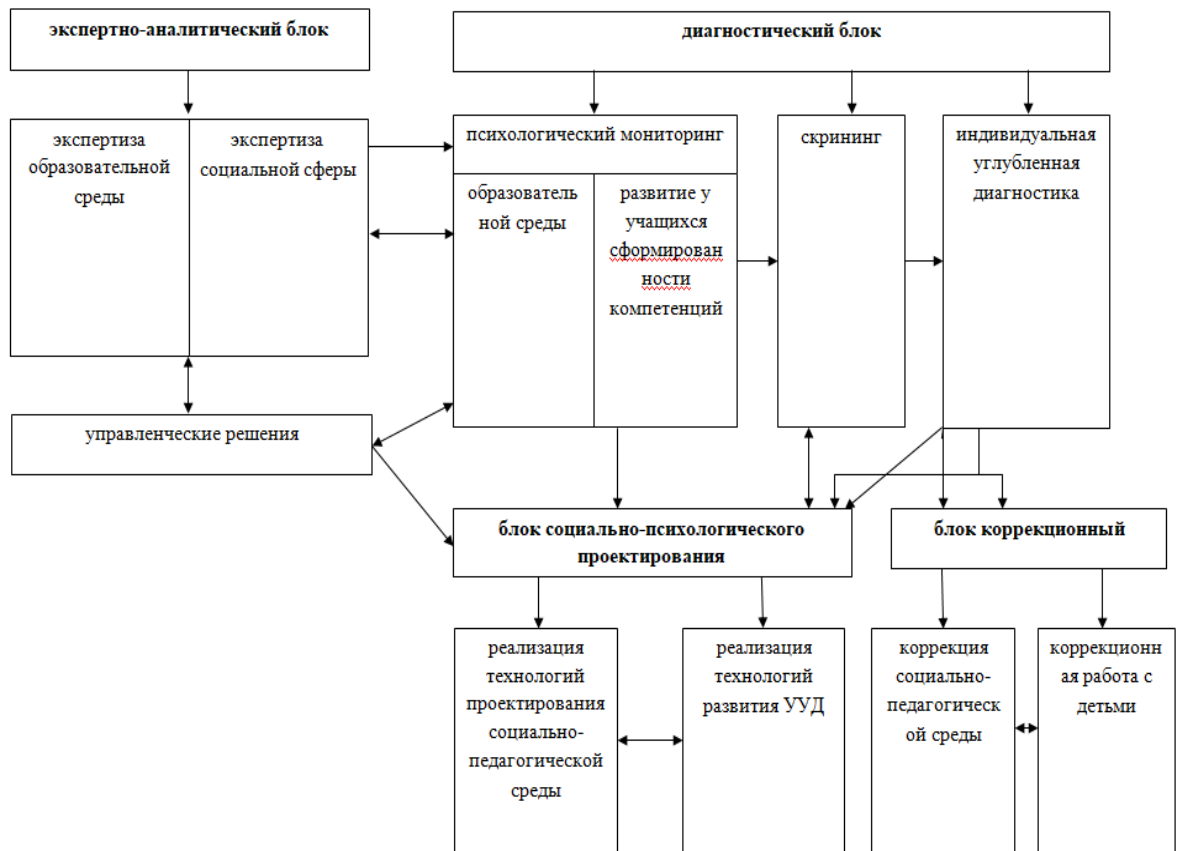 экспертно-аналитический блок
диагностический блок
экспертиза
образовательной
среды
экспертиза
социальной сферы
психологический мониторинг
образователь
ной среды
развитие у
учащихся
сформирован
ности
компетенций
скрининг
индивидуальная
углубленная
диагностика
управленческие решения
блок социально-психологического
проектирования
блок коррекционный
реализация
технологий
проектирования
социально-
педагогической
среды
реализация
технологий
развития УУД
коррекция
социально-
педагогическ
ой среды
коррекционн
ая работа с
детьми